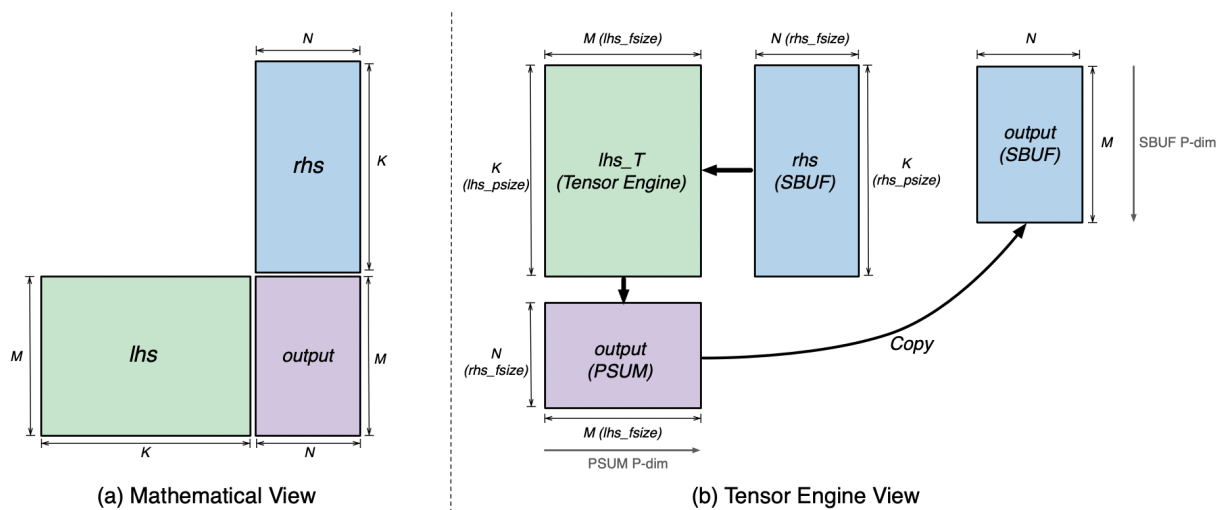 N
rhs
K
M
lhs
output
M
K
N
(a) Mathematical View
M (lhs_fsize)
N (rhs_fsize)
N
K
(lhs_psize)
lhs_T
(Tensor Engine)
rhs
(SBUF)
K
(rhs_psize)
output
(SBUF)
M
SBUF P-dim
N
(rhs_fsize)
output
(PSUM)
Copy
M (lhs_fsize)
PSUM P-dim
(b) Tensor Engine View